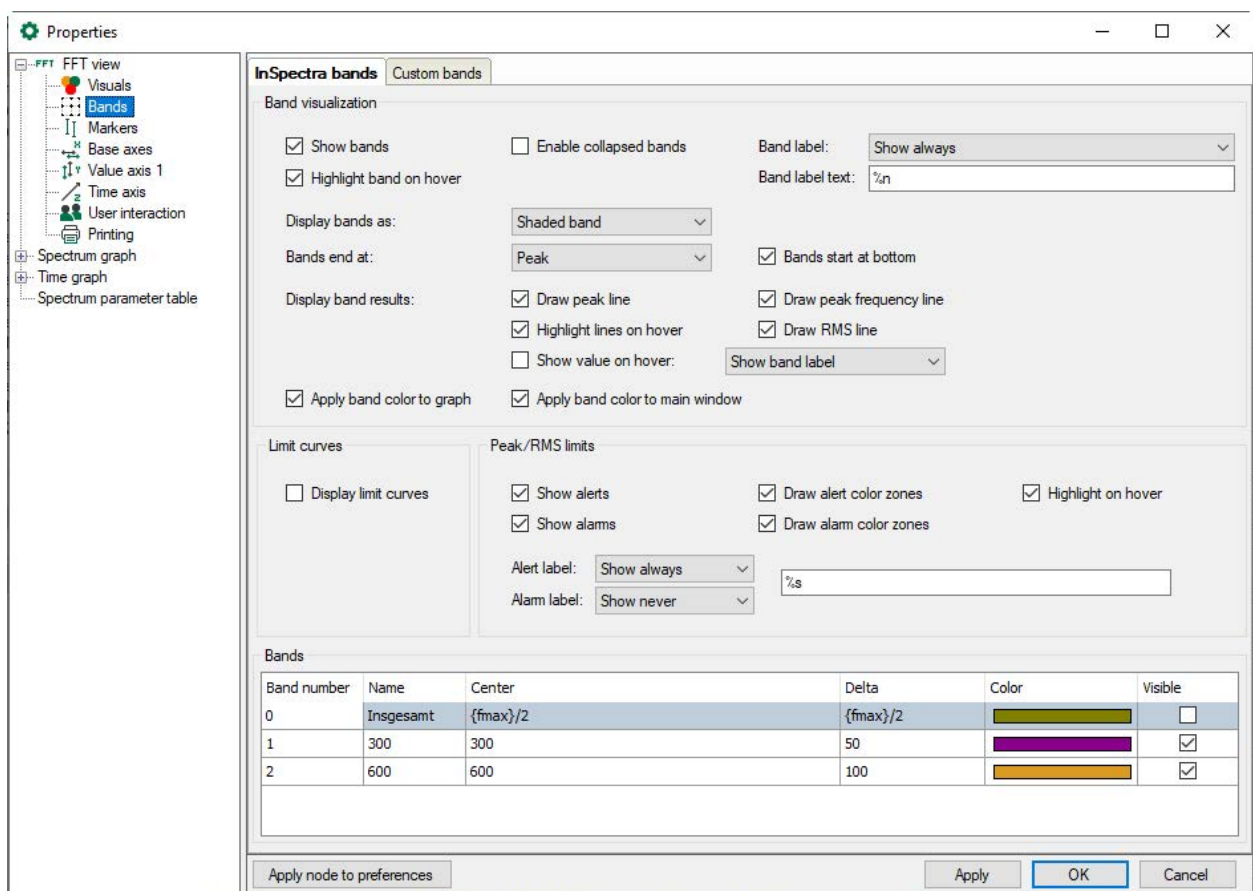 Properties
FFT FFT view
Visuals
Bands
Markers
Base axes
Value axis 1
Time axis
User interaction
Printing
Spectrum graph
Time graph
Spectrum parameter table
InSpectra bands Custom bands
Band visualization
Show bands Enable collapsed bands Band label: Show always
Highlight band on hover Band label text: %n
Display bands as: Shaded band
Bands end at: Peak Bands start at bottom
Display band results: Draw peak line Draw peak frequency line
Highlight lines on hover Draw RMS line
Show value on hover: Show band label
Apply band color to graph Apply band color to main window
Limit curves
Display limit curves
Peak/RMS limits
Show alerts Draw alert color zones Highlight on hover
Show alarms Draw alarm color zones
Alert label: Show always
%s
Alarm label: Show never
Bands
Band number Name Center Delta Color Visible
0 Insgesamt {fmax}/2 {fmax}/2
1 300 300 50
2 600 600 100
Apply node to preferences Apply OK Cancel